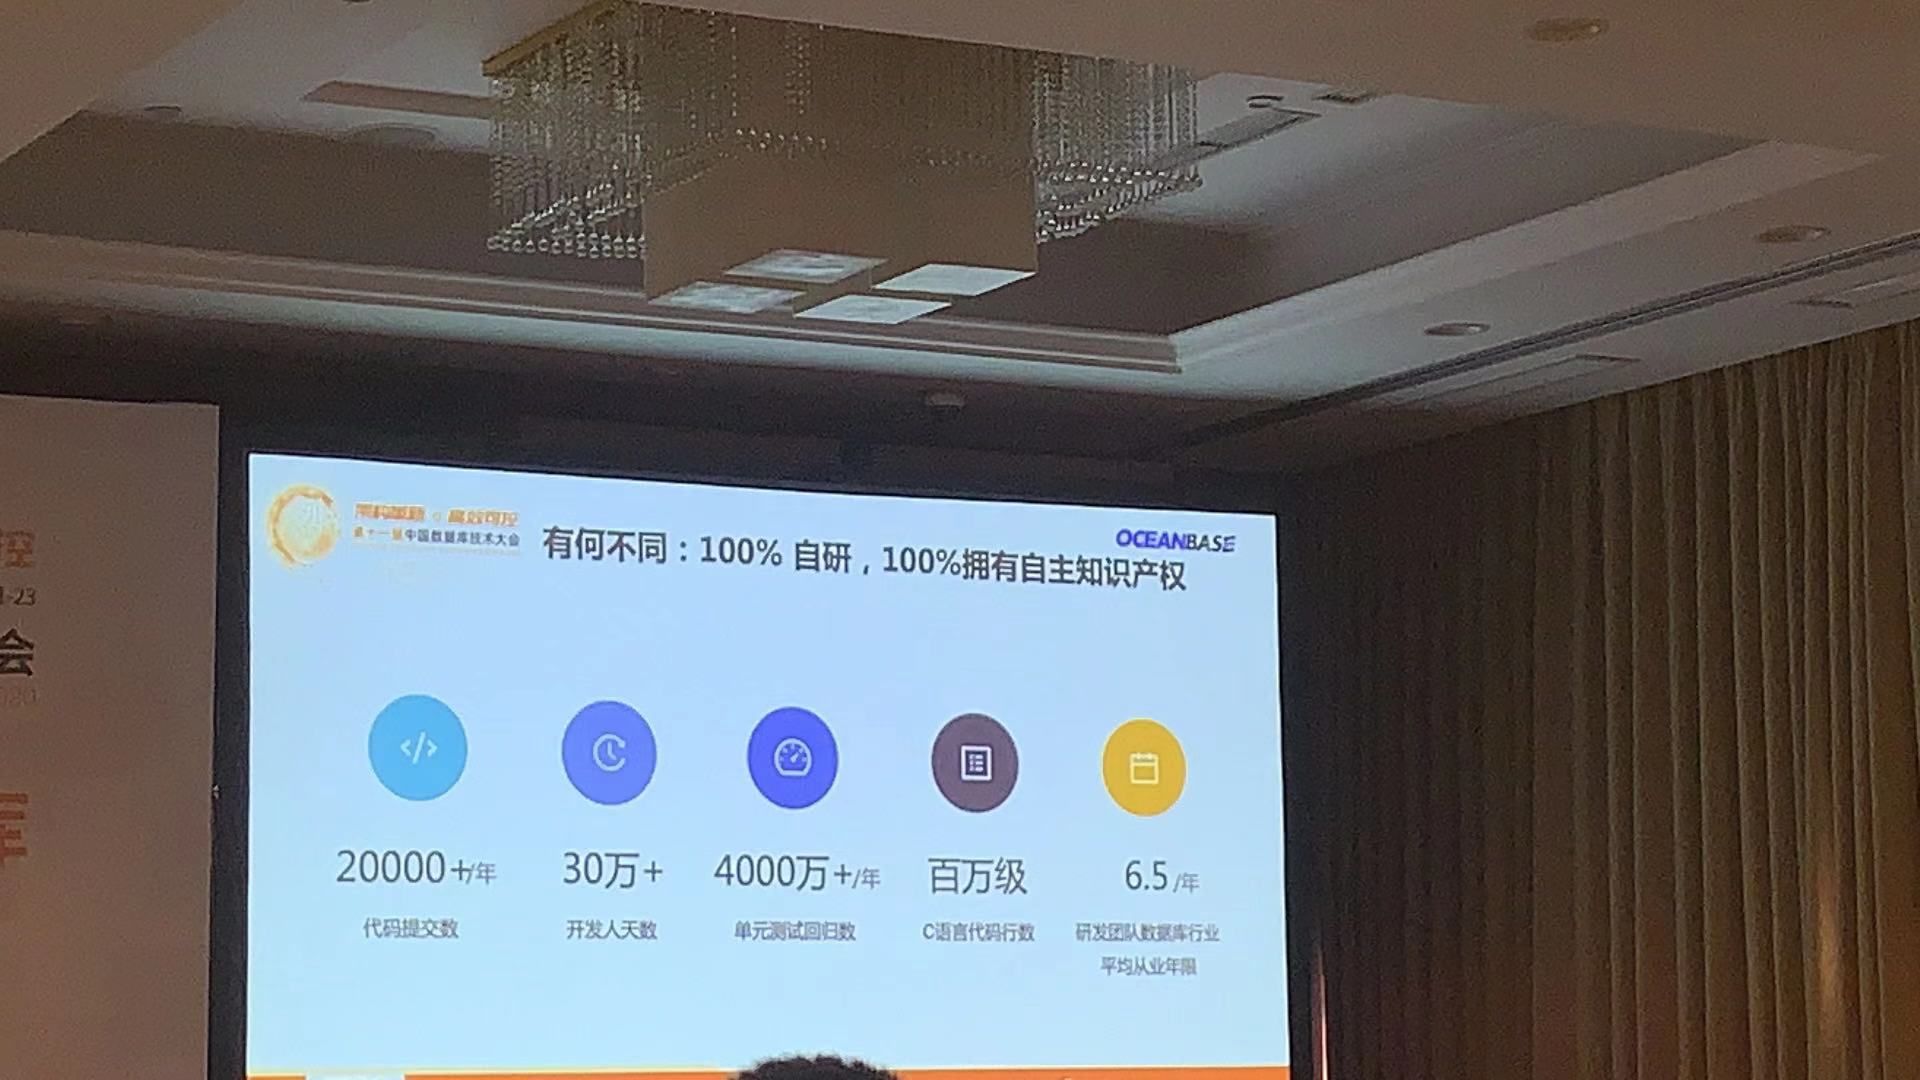 控
1-23
会
架构革新 · 高效可控
第十一届中国数据库技术大会
有何不同：100% 自研，100%拥有自主知识产权
OCEANBASE
20000+/年
代码提交数
30万+
开发人天数
4000万+/年
单元测试回归数
百万级
C语言代码行数
6.5 /年
研发团队数据库行业
平均从业年限